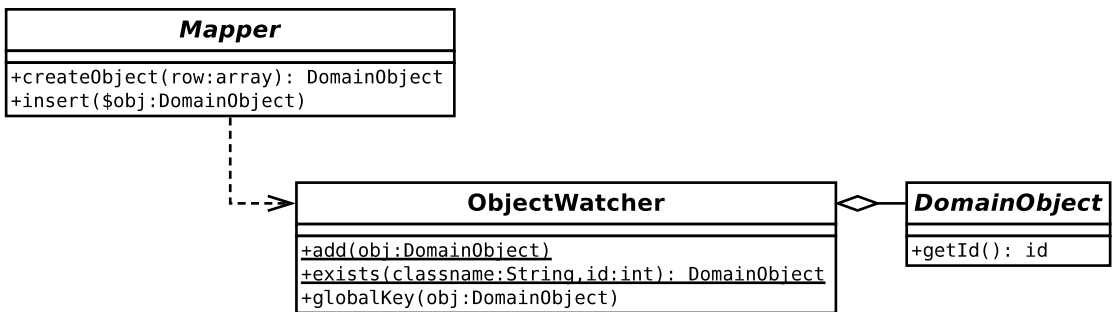 Mapper
+createObject(row:array): DomainObject
+insert($obj:DomainObject)
ObjectWatcher
+add(obj:DomainObject)
+exists(classname:String,id:int): DomainObject
+globalKey(obj:DomainObject)
DomainObject
+getId(): id